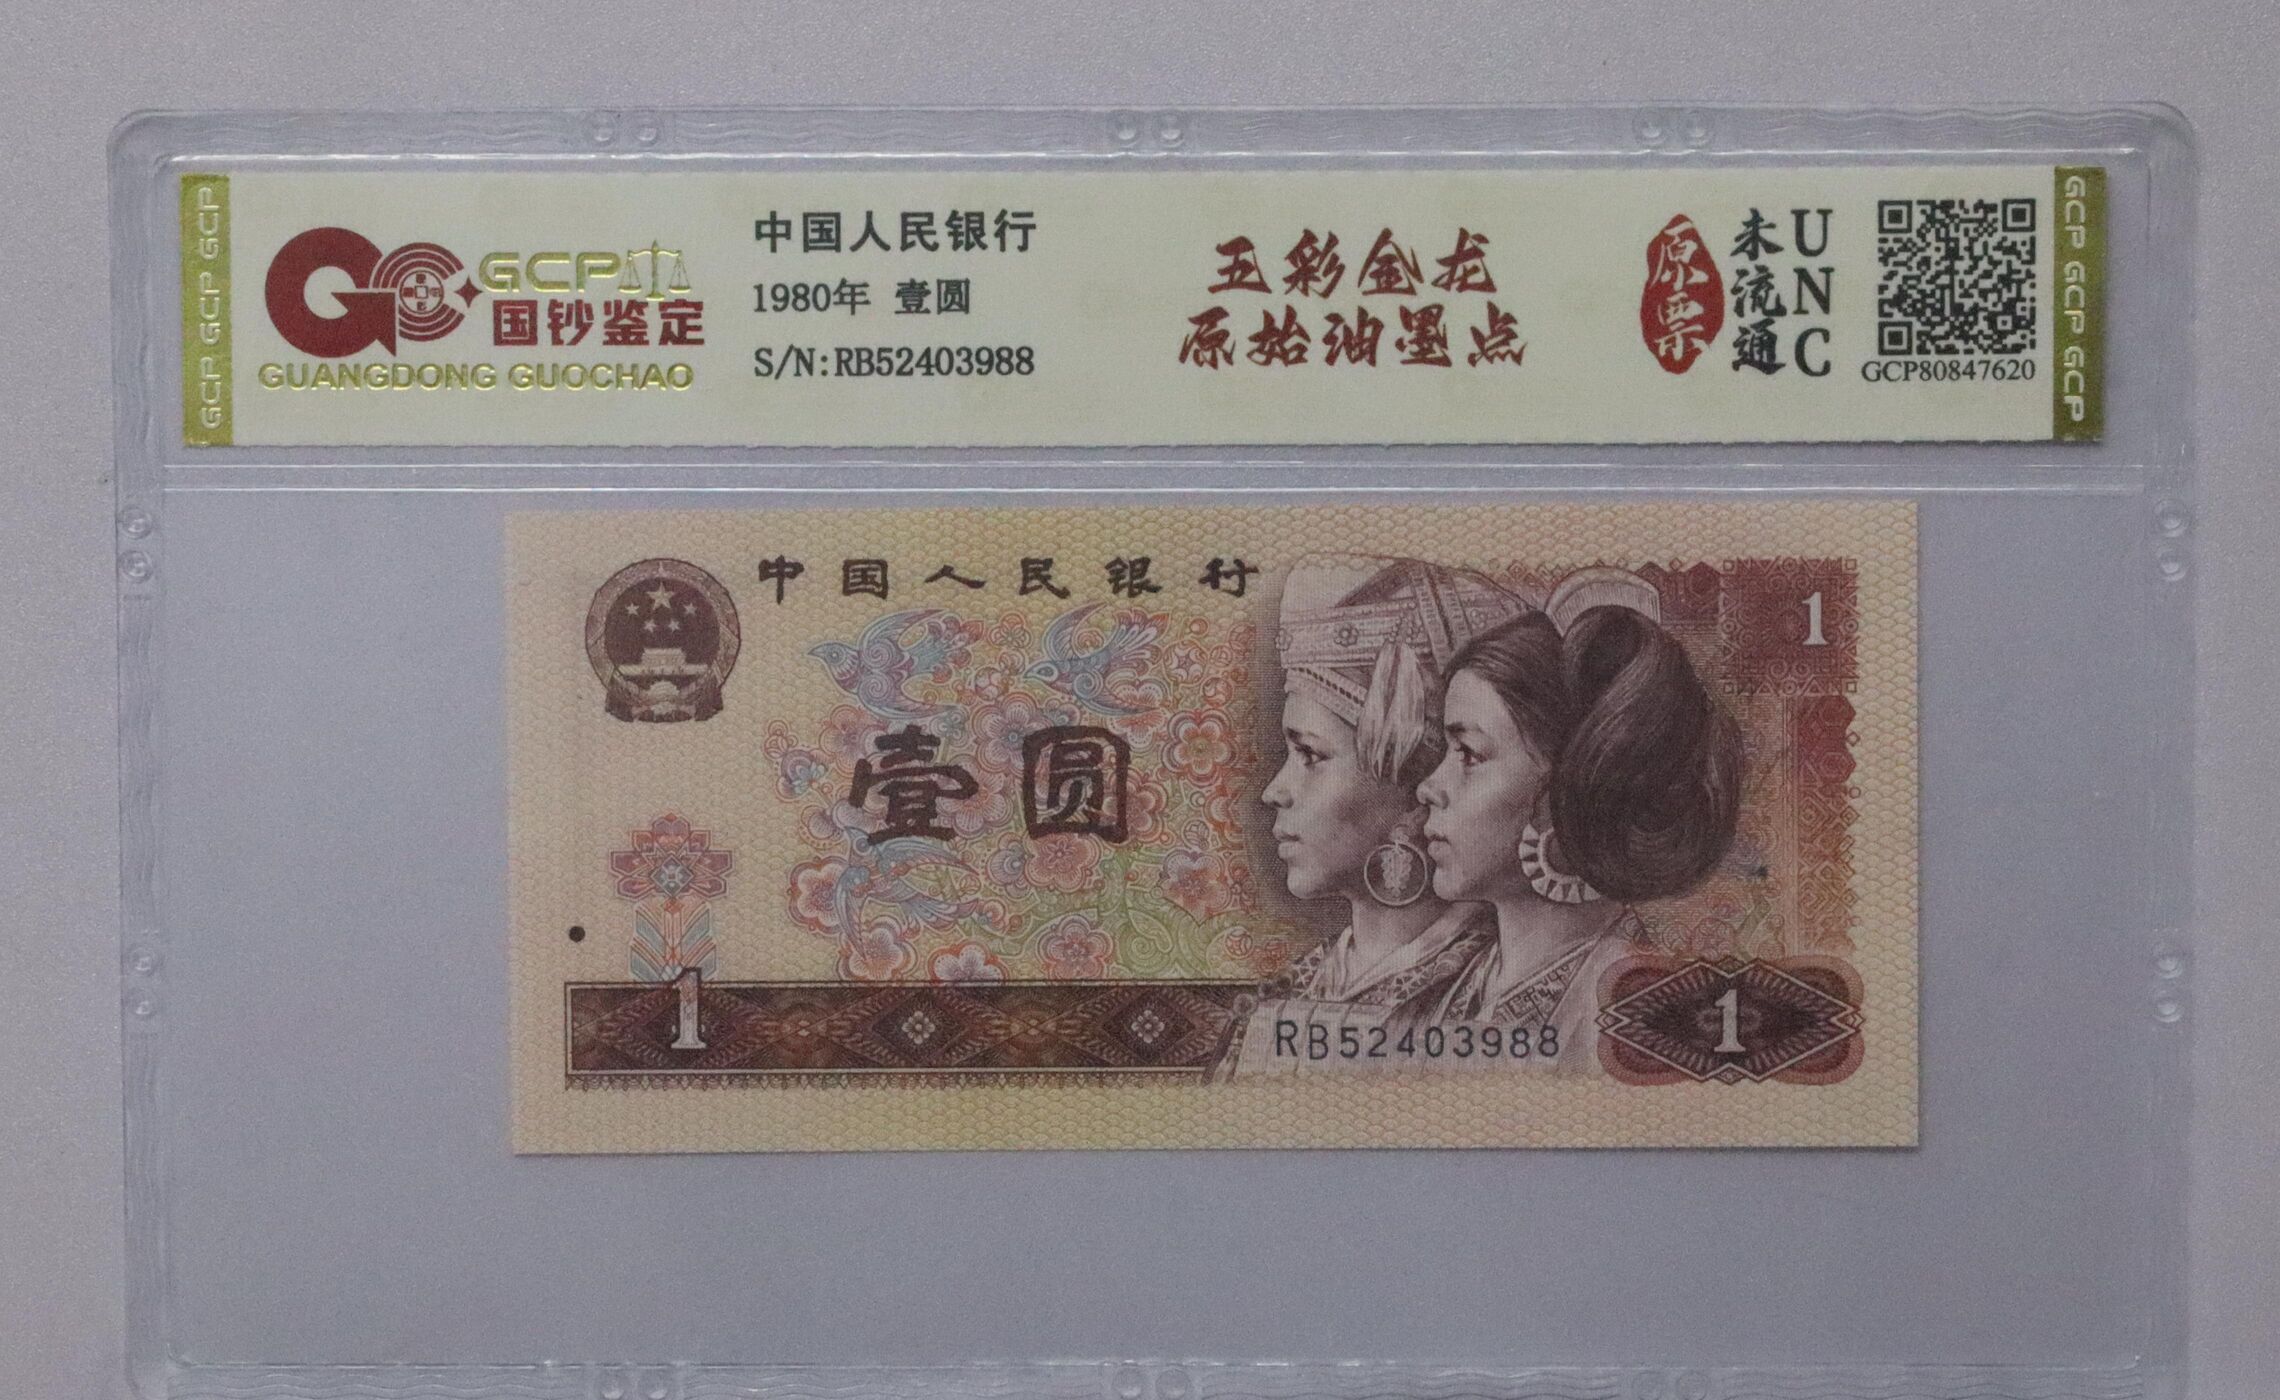 GCP GCP GCP
GCP
国钞鉴定
GUANGDONG GUOCHAO
中国人民银行
1980年 壹圆
S/N:RB52403988
五彩金龙
原始油墨点
原票
未流通
UNC
GCP80847620
GCP GCP GCP
中国人民银行
1
壹圆
1
RB52403988
1